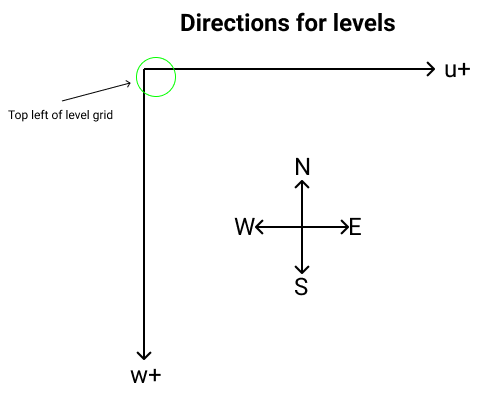 Directions for levels
u+
Top left of level grid
N
W
E
S
w+